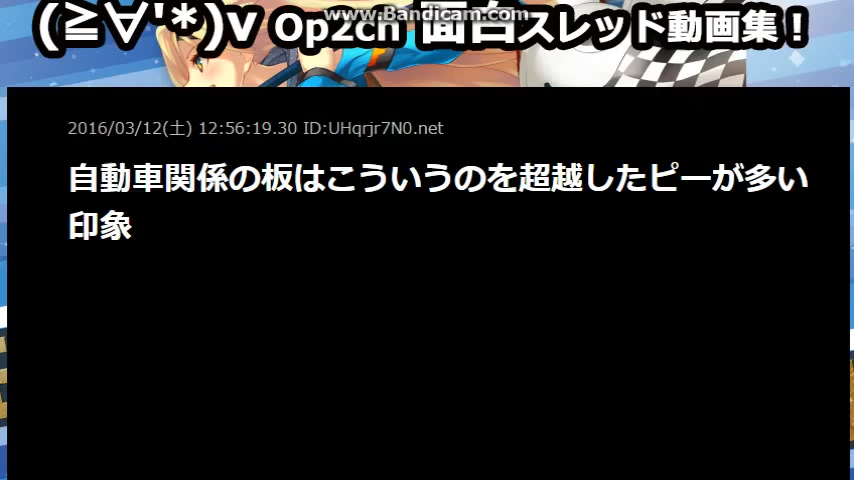 www.Bandicam.com
(≧∀'*)v Op2ch 面白スレッド動画集！
2016/03/12(土) 12:56:19.30 ID:UHqrjr7N0.net
自動車関係の板はこういうのを超越したピーが多い
印象